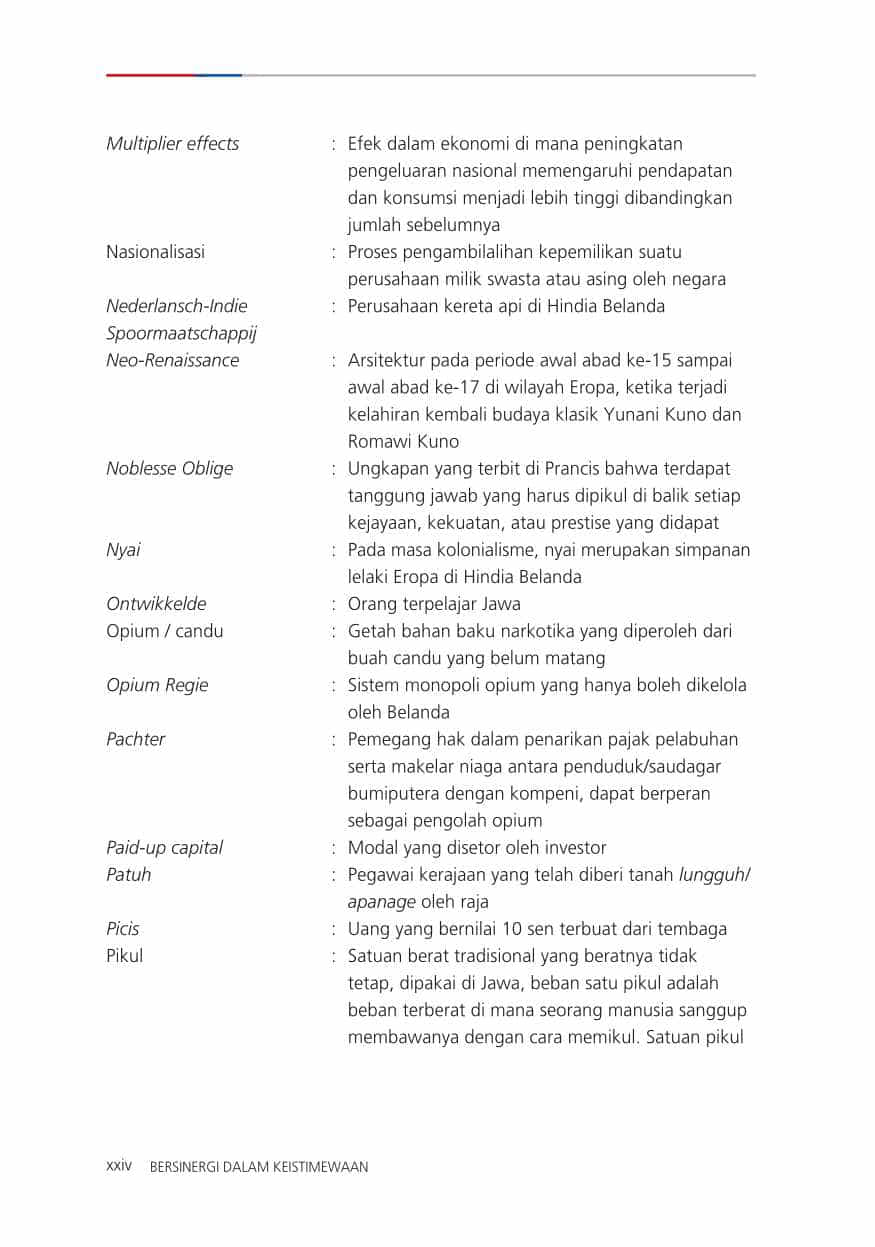 Multiplier effects : Efek dalam ekonomi di mana peningkatan
pengeluaran nasional memengaruhi pendapatan
dan konsumsi menjadi lebih tinggi dibandingkan
jumlah sebelumnya
Nasionalisasi : Proses pengambilalihan kepemilikan suatu
perusahaan milik swasta atau asing oleh negara
Nederlansch-Indie : Perusahaan kereta api di Hindia Belanda
Spoormaatschappij
Neo-Renaissance : Arsitektur pada periode awal abad ke-15 sampai
awal abad ke-17 di wilayah Eropa, ketika terjadi
kelahiran kembali budaya klasik Yunani Kuno dan
Romawi Kuno
Noblesse Oblige : Ungkapan yang terbit di Prancis bahwa terdapat
tanggung jawab yang harus dipikul di balik setiap
kejayaan, kekuatan, atau prestise yang didapat
Nyai : Pada masa kolonialisme, nyai merupakan simpanan
lelaki Eropa di Hindia Belanda
Ontwikkelde : Orang terpelajar Jawa
Opium / candu : Getah bahan baku narkotika yang diperoleh dari
buah candu yang belum matang
Opium Regie : Sistem monopoli opium yang hanya boleh dikelola
oleh Belanda
Pachter : Pemegang hak dalam penarikan pajak pelabuhan
serta makelar niaga antara penduduk/saudagar
bumiputera dengan kompeni, dapat berperan
sebagai pengolah opium
Paid-up capital : Modal yang disetor oleh investor
Patuh : Pegawai kerajaan yang telah diberi tanah lungguh/
apanage oleh raja
Picis : Uang yang bernilai 10 sen terbuat dari tembaga
Pikul : Satuan berat tradisional yang beratnya tidak
tetap, dipakai di Jawa, beban satu pikul adalah
beban terberat di mana seorang manusia sanggup
membawanya dengan cara memikul. Satuan pikul
xxiv BERSINERGI DALAM KEISTIMEWAAN